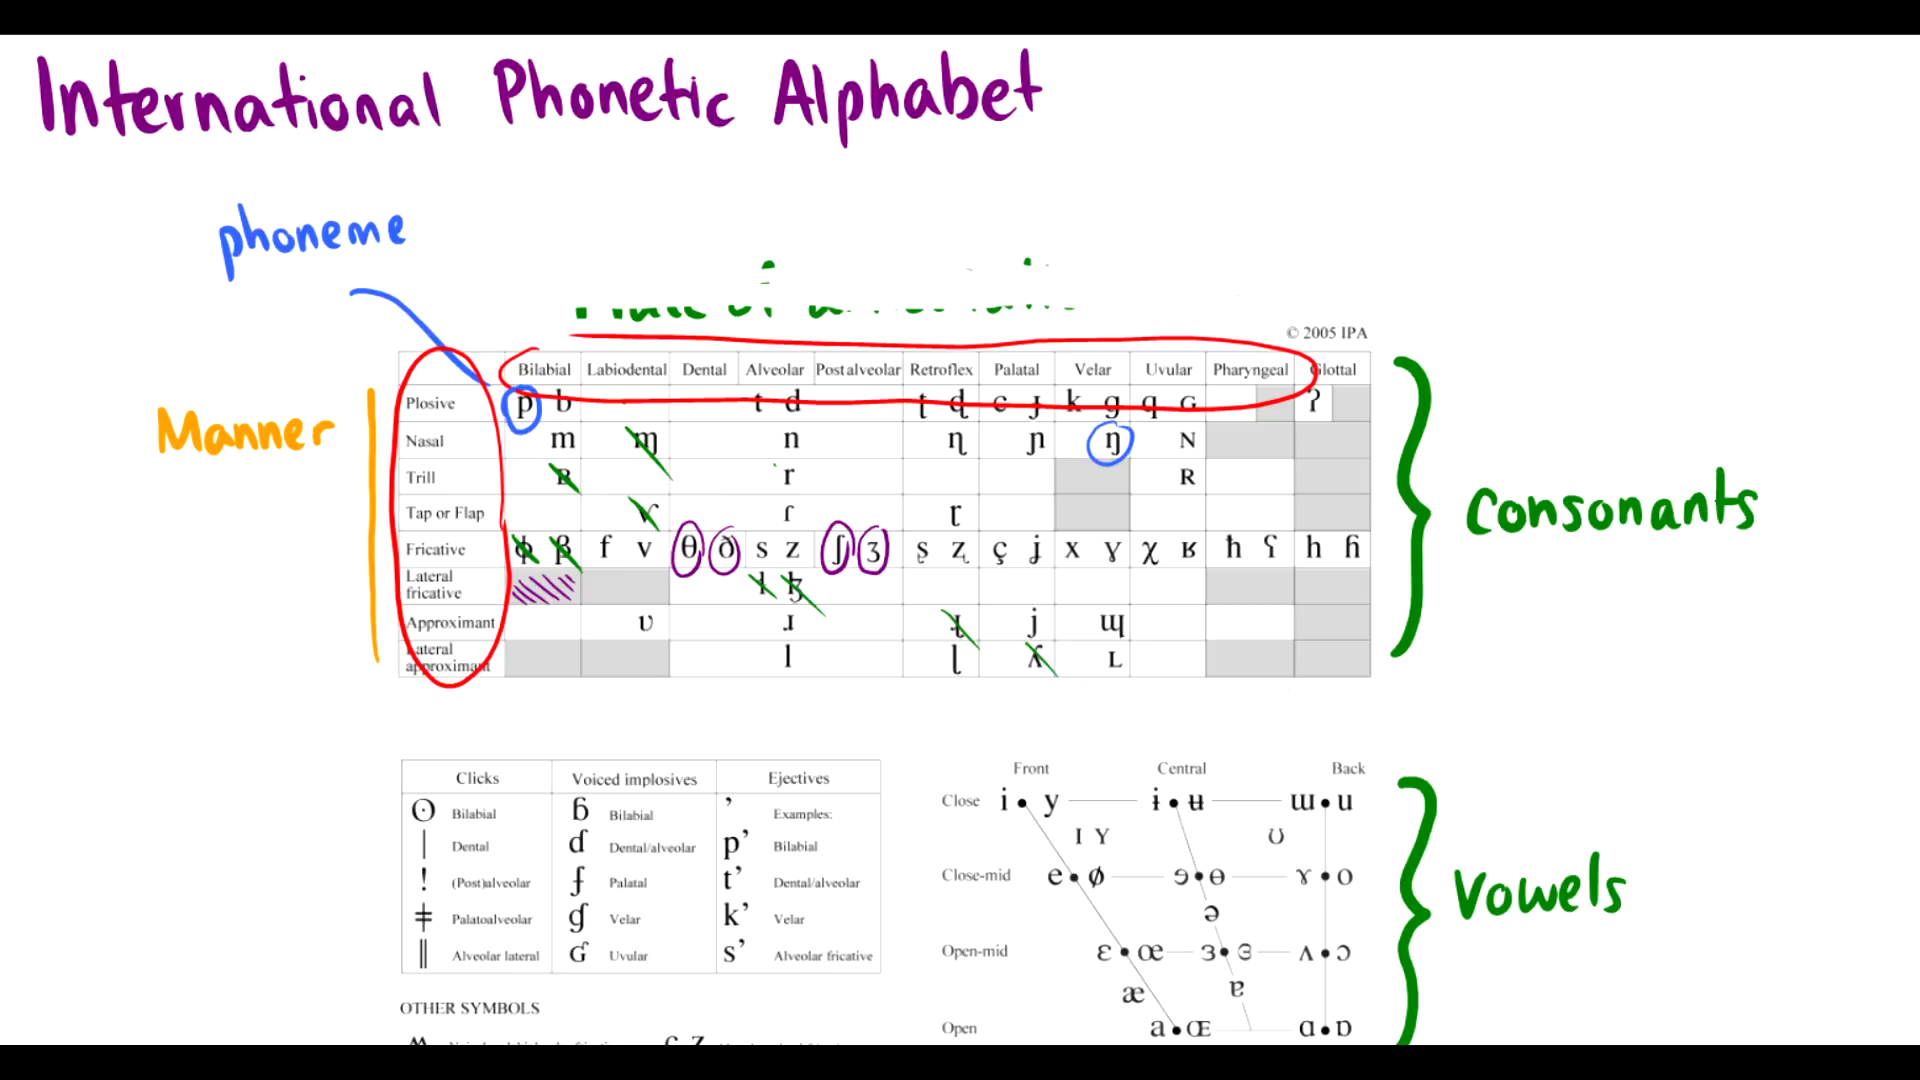 International Phonetic Alphabet
phoneme
© 2005 IPA
Bilabial Labiodental Dental Alveolar Postalveolar Retroflex Palatal Velar Uvular Pharyngeal Glottal
Manner
Plosive p b t d ʈ ɖ c ɟ k g q ɢ ʔ
Nasal m ɱ n ɳ ɲ ŋ ɴ
Trill ʙ r ʀ
Tap or Flap ⱱ ɾ ɽ
Fricative ɸ β f v θ ð s z ʃ ʒ ʂ ʐ ç ʝ x ɣ χ ʁ ħ ʕ h ɦ
Lateral
fricative ɬ ɮ
Approximant ʋ ɹ ɻ j ɰ
Lateral
approximant l ɭ ʎ ʟ
consonants
Clicks Voiced implosives Ejectives
ʘ Bilabial ɓ Bilabial ʼ Examples:
ǀ Dental ɗ Dental/alveolar pʼ Bilabial
ǃ (Post)alveolar ʄ Palatal tʼ Dental/alveolar
ǂ Palatoalveolar ɠ Velar kʼ Velar
ǁ Alveolar lateral ʛ Uvular sʼ Alveolar fricative
OTHER SYMBOLS
Front Central Back
Close i y ɨ ʉ ɯ u
ɪ ʏ ʊ
Close-mid e ø ɘ ɵ ɤ o
ə
Open-mid ɛ œ ɜ ɞ ʌ ɔ
æ ɐ
Open a ɶ ɑ ɒ
vowels